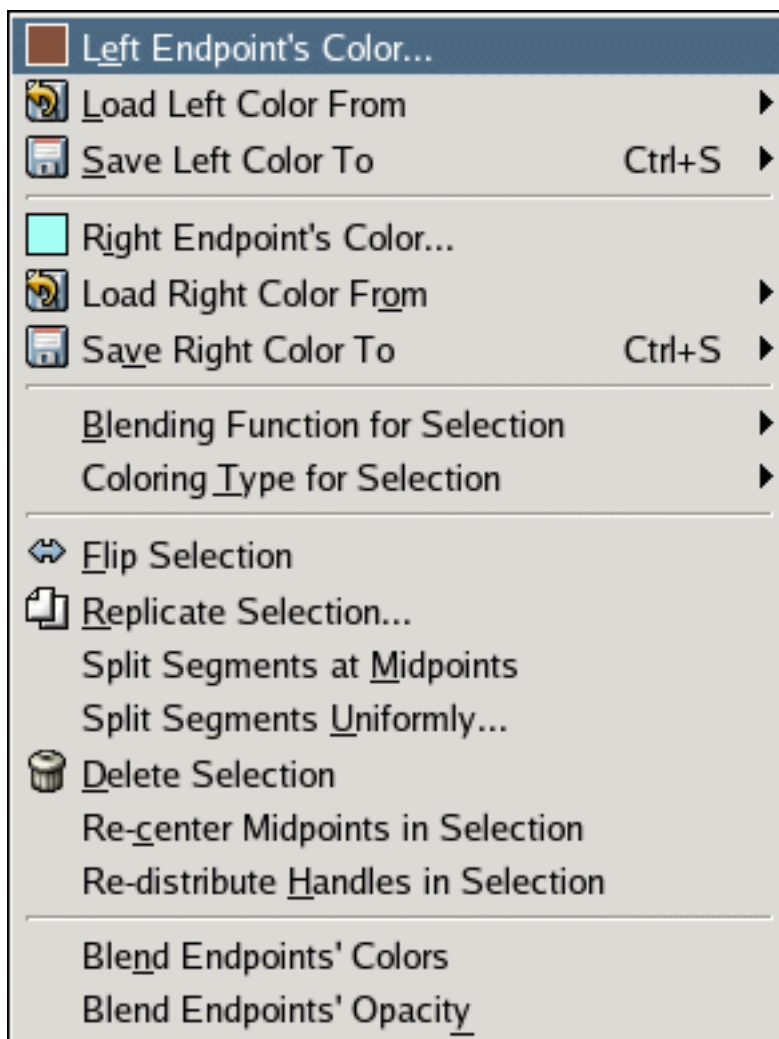 Left Endpoint's Color...
Load Left Color From
Save Left Color To Ctrl+S
Right Endpoint's Color...
Load Right Color From
Save Right Color To Ctrl+S
Blending Function for Selection
Coloring Type for Selection
Flip Selection
Replicate Selection...
Split Segments at Midpoints
Split Segments Uniformly...
Delete Selection
Re-center Midpoints in Selection
Re-distribute Handles in Selection
Blend Endpoints' Colors
Blend Endpoints' Opacity